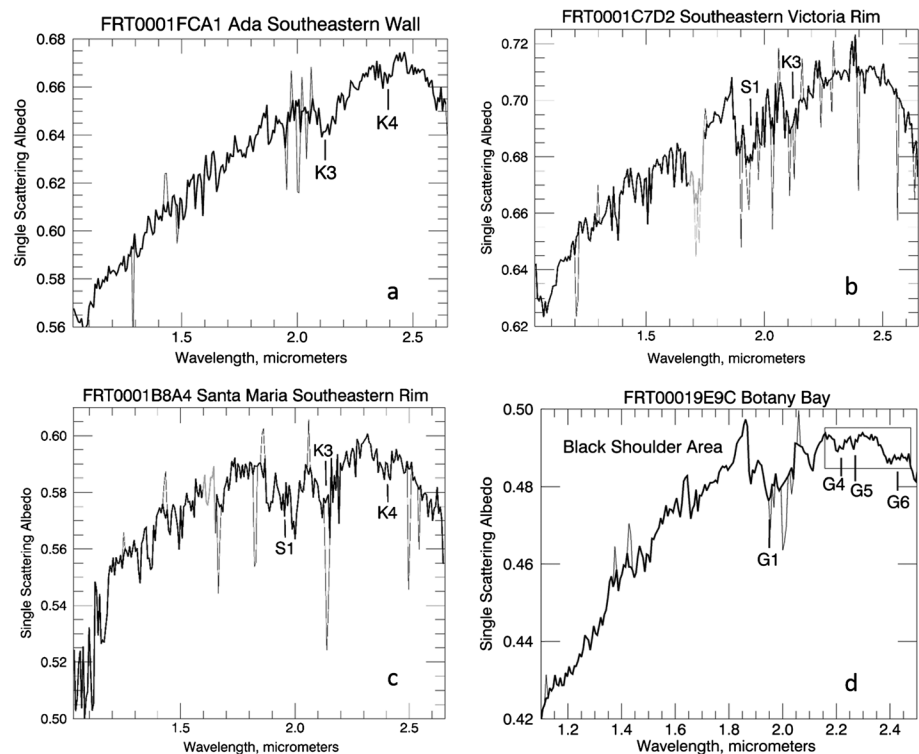 FRT0001FCA1 Ada Southeastern Wall
0.68
0.66
0.64
0.62
0.60
0.58
0.56
Single Scattering Albedo
K3
K4
a
1.5
2.0
2.5
Wavelength, micrometers
FRT0001C7D2 Southeastern Victoria Rim
0.72
0.70
0.68
0.66
0.64
0.62
Single Scattering Albedo
S1
K3
b
1.5
2.0
2.5
Wavelength, micrometers
FRT0001B8A4 Santa Maria Southeastern Rim
0.60
0.58
0.56
0.54
0.52
0.50
Single Scattering Albedo
K3
K4
S1
c
1.5
2.0
2.5
Wavelength, micrometers
FRT00019E9C Botany Bay
0.50
0.48
0.46
0.44
0.42
Single Scattering Albedo
Black Shoulder Area
G4
G5
G6
G1
d
1.2
1.4
1.6
1.8
2.0
2.2
2.4
Wavelength, micrometers